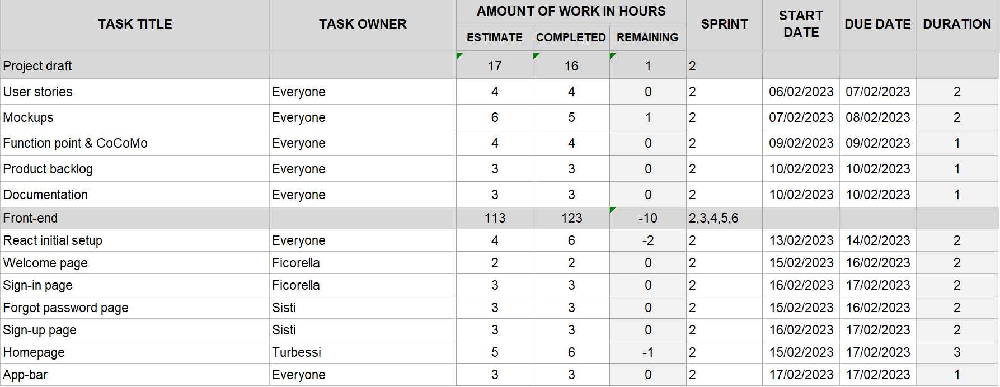 TASK TITLE TASK OWNER AMOUNT OF WORK IN HOURS SPRINT START DATE DUE DATE DURATION
ESTIMATE COMPLETED REMAINING
Project draft 17 16 1 2
User stories Everyone 4 4 0 2 06/02/2023 07/02/2023 2
Mockups Everyone 6 5 1 2 07/02/2023 08/02/2023 2
Function point & CoCoMo Everyone 4 4 0 2 09/02/2023 09/02/2023 1
Product backlog Everyone 3 3 0 2 10/02/2023 10/02/2023 1
Documentation Everyone 3 3 0 2 10/02/2023 10/02/2023 1
Front-end 113 123 -10 2,3,4,5,6
React initial setup Everyone 4 6 -2 2 13/02/2023 14/02/2023 2
Welcome page Ficorella 2 2 0 2 15/02/2023 16/02/2023 2
Sign-in page Ficorella 3 3 0 2 16/02/2023 17/02/2023 2
Forgot password page Sisti 3 3 0 2 15/02/2023 16/02/2023 2
Sign-up page Sisti 3 3 0 2 16/02/2023 17/02/2023 2
Homepage Turbessi 5 6 -1 2 15/02/2023 17/02/2023 3
App-bar Everyone 3 3 0 2 17/02/2023 17/02/2023 1